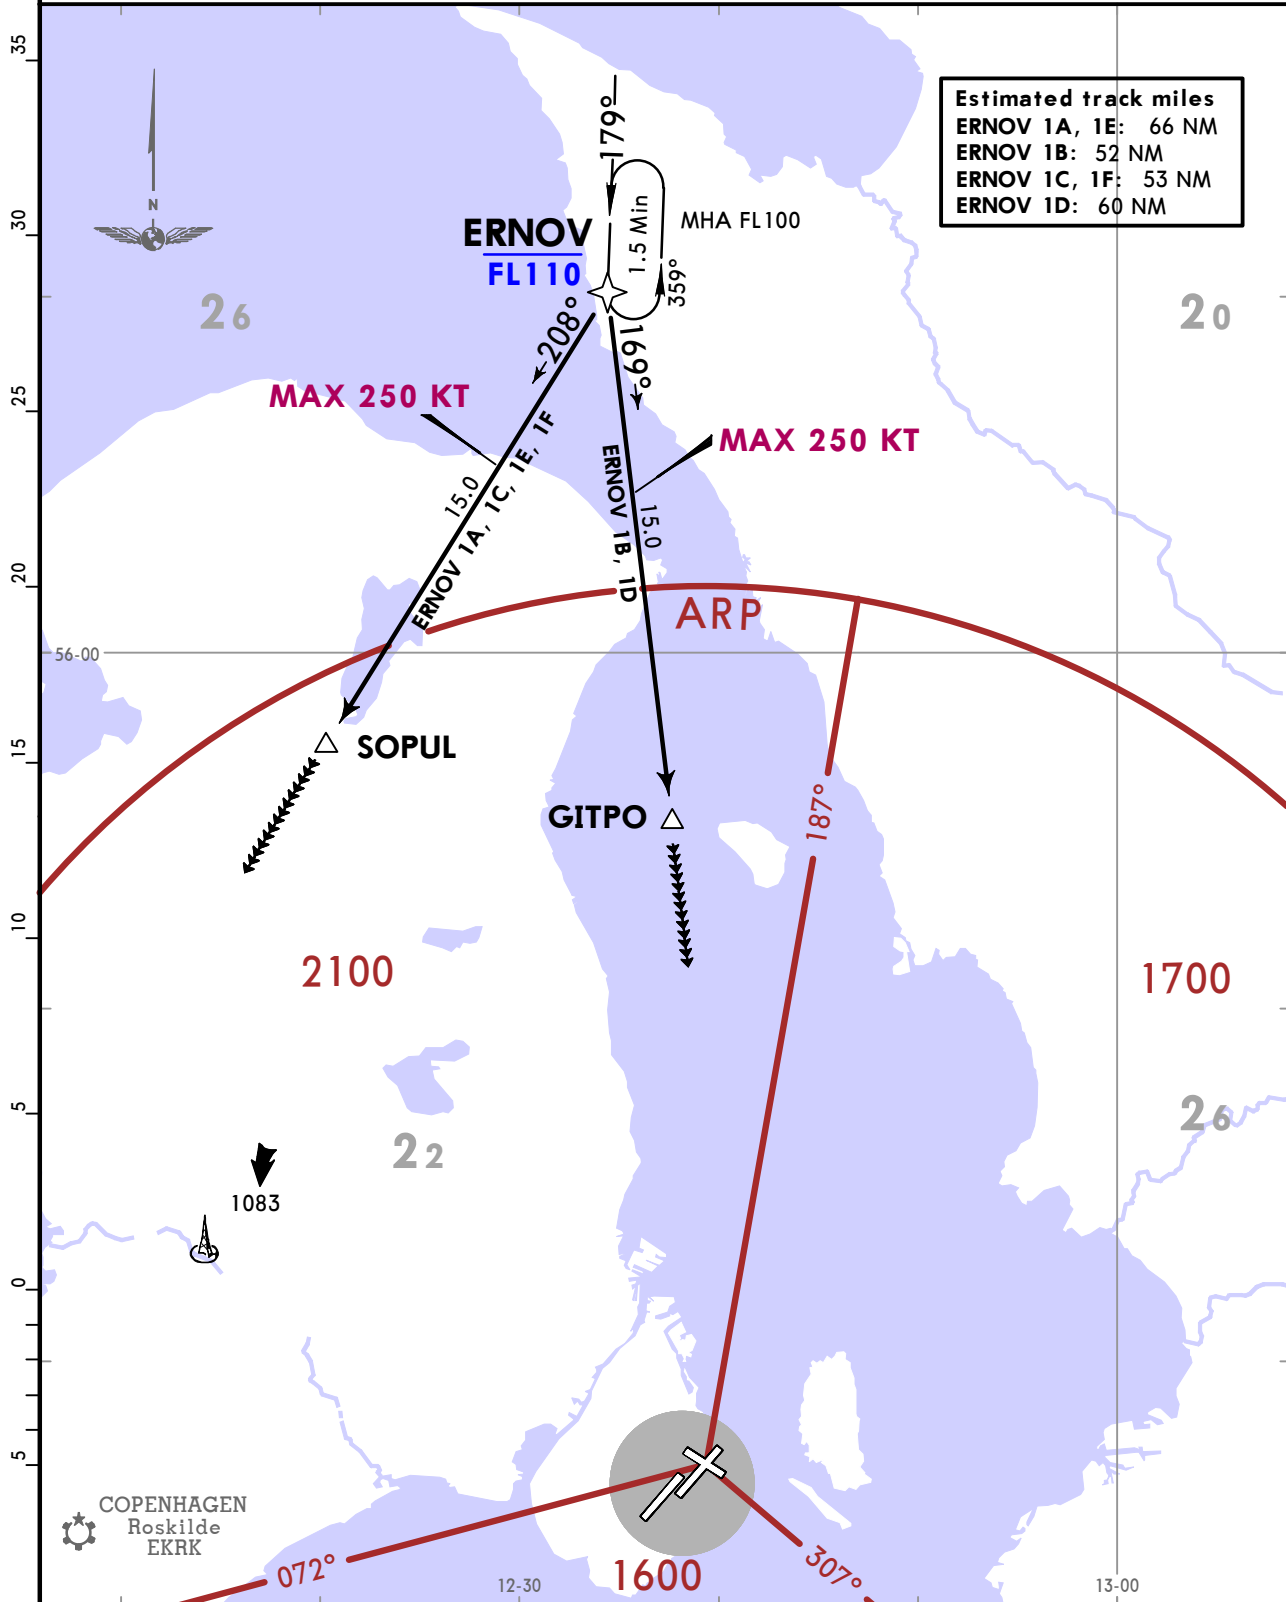 Estimated track miles
ERNOV 1A, 1E: 66 NM
ERNOV 1B: 52 NM
ERNOV 1C, 1F: 53 NM
ERNOV 1D: 60 NM
35
30
25
20
15
10
5
0
5
N
179°
1.5 Min
MHA FL100
359°
ERNOV
FL110
26
20
208°
169°
MAX 250 KT
MAX 250 KT
15.0
ERNOV 1A, 1C, 1E, 1F
ERNOV 1B, 1D
15.0
ARP
56-00
SOPUL
GITPO
187°
2100
1700
22
26
1083
COPENHAGEN
Roskilde
EKRK
072°
307°
1600
12-30
13-00